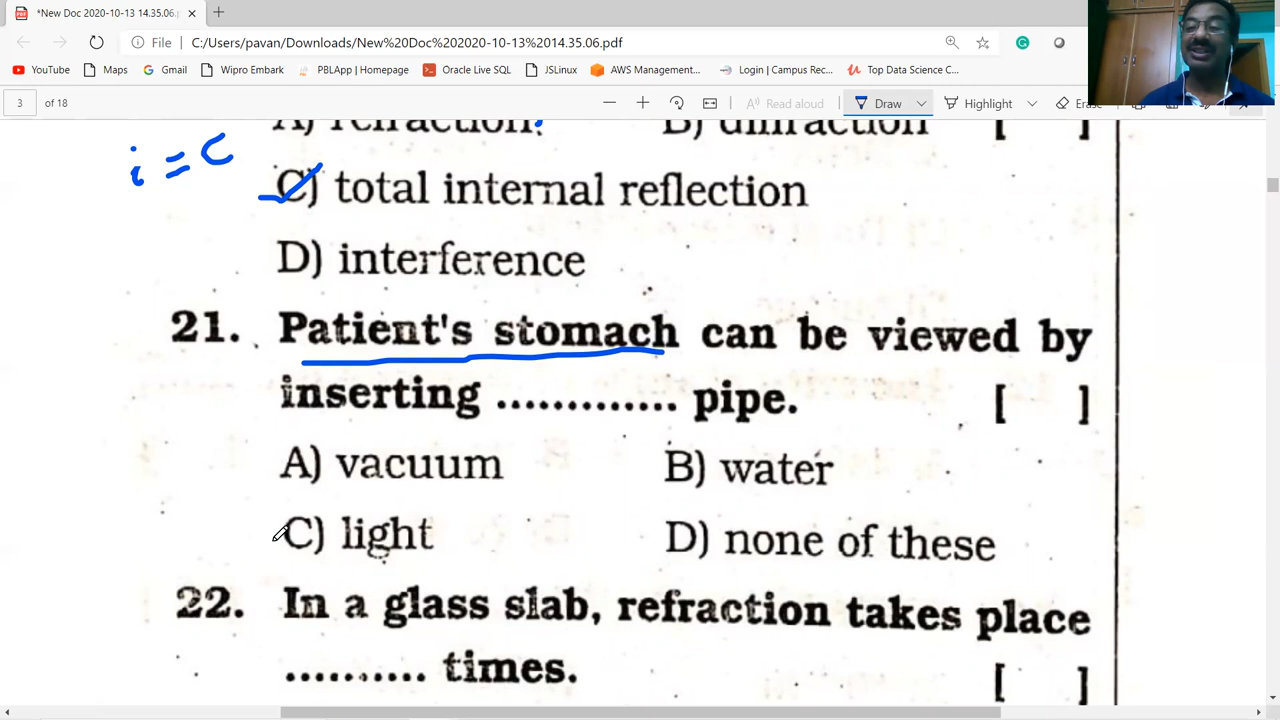 *New Doc 2020-10-13 14.35.06.p
File C:/Users/pavan/Downloads/New%20Doc%202020-10-13%2014.35.06.pdf
YouTube Maps Gmail Wipro Embark PBLApp | Homepage Oracle Live SQL JSLinux AWS Management... Login | Campus Rec... Top Data Science C...
3 of 18 Read aloud Draw Highlight Erase
A) refraction. B) diffraction [ ]
i = C
C) total internal reflection
D) interference
21. Patient's stomach can be viewed by
inserting ............. pipe. [ ]
A) vacuum B) water
C) light D) none of these
22. In a glass slab, refraction takes place
.......... times. [ ]